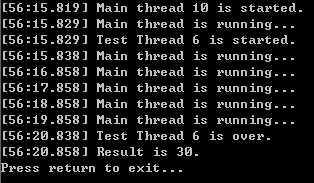 [56:15.819] Main thread 10 is started.
[56:15.829] Main thread is running...
[56:15.829] Test Thread 6 is started.
[56:15.838] Main thread is running...
[56:16.858] Main thread is running...
[56:17.858] Main thread is running...
[56:18.858] Main thread is running...
[56:19.858] Main thread is running...
[56:20.838] Test Thread 6 is over.
[56:20.858] Result is 30.
Press return to exit...